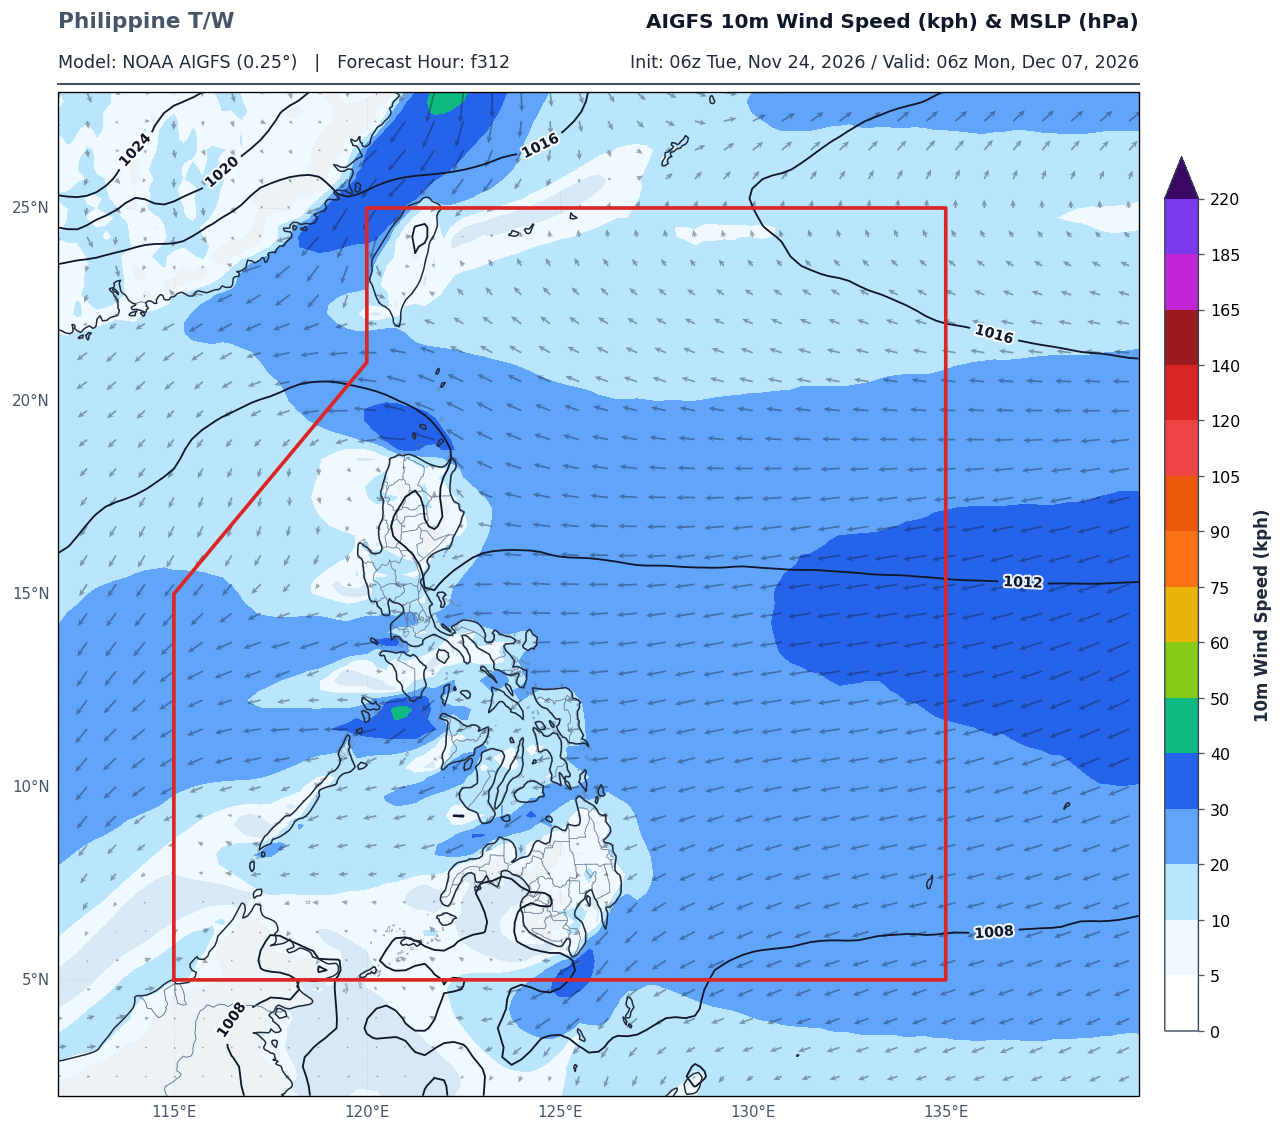 Philippine T/W
AIGFS 10m Wind Speed (kph) & MSLP (hPa)
Model: NOAA AIGFS (0.25°)   |   Forecast Hour: f312
Init: 06z Tue, Nov 24, 2026 / Valid: 06z Mon, Dec 07, 2026
1024
1020
1016
1016
1012
1008
1008
25°N
20°N
15°N
10°N
5°N
115°E
120°E
125°E
130°E
135°E
220
185
165
140
120
105
90
75
60
50
40
30
20
10
5
0
10m Wind Speed (kph)